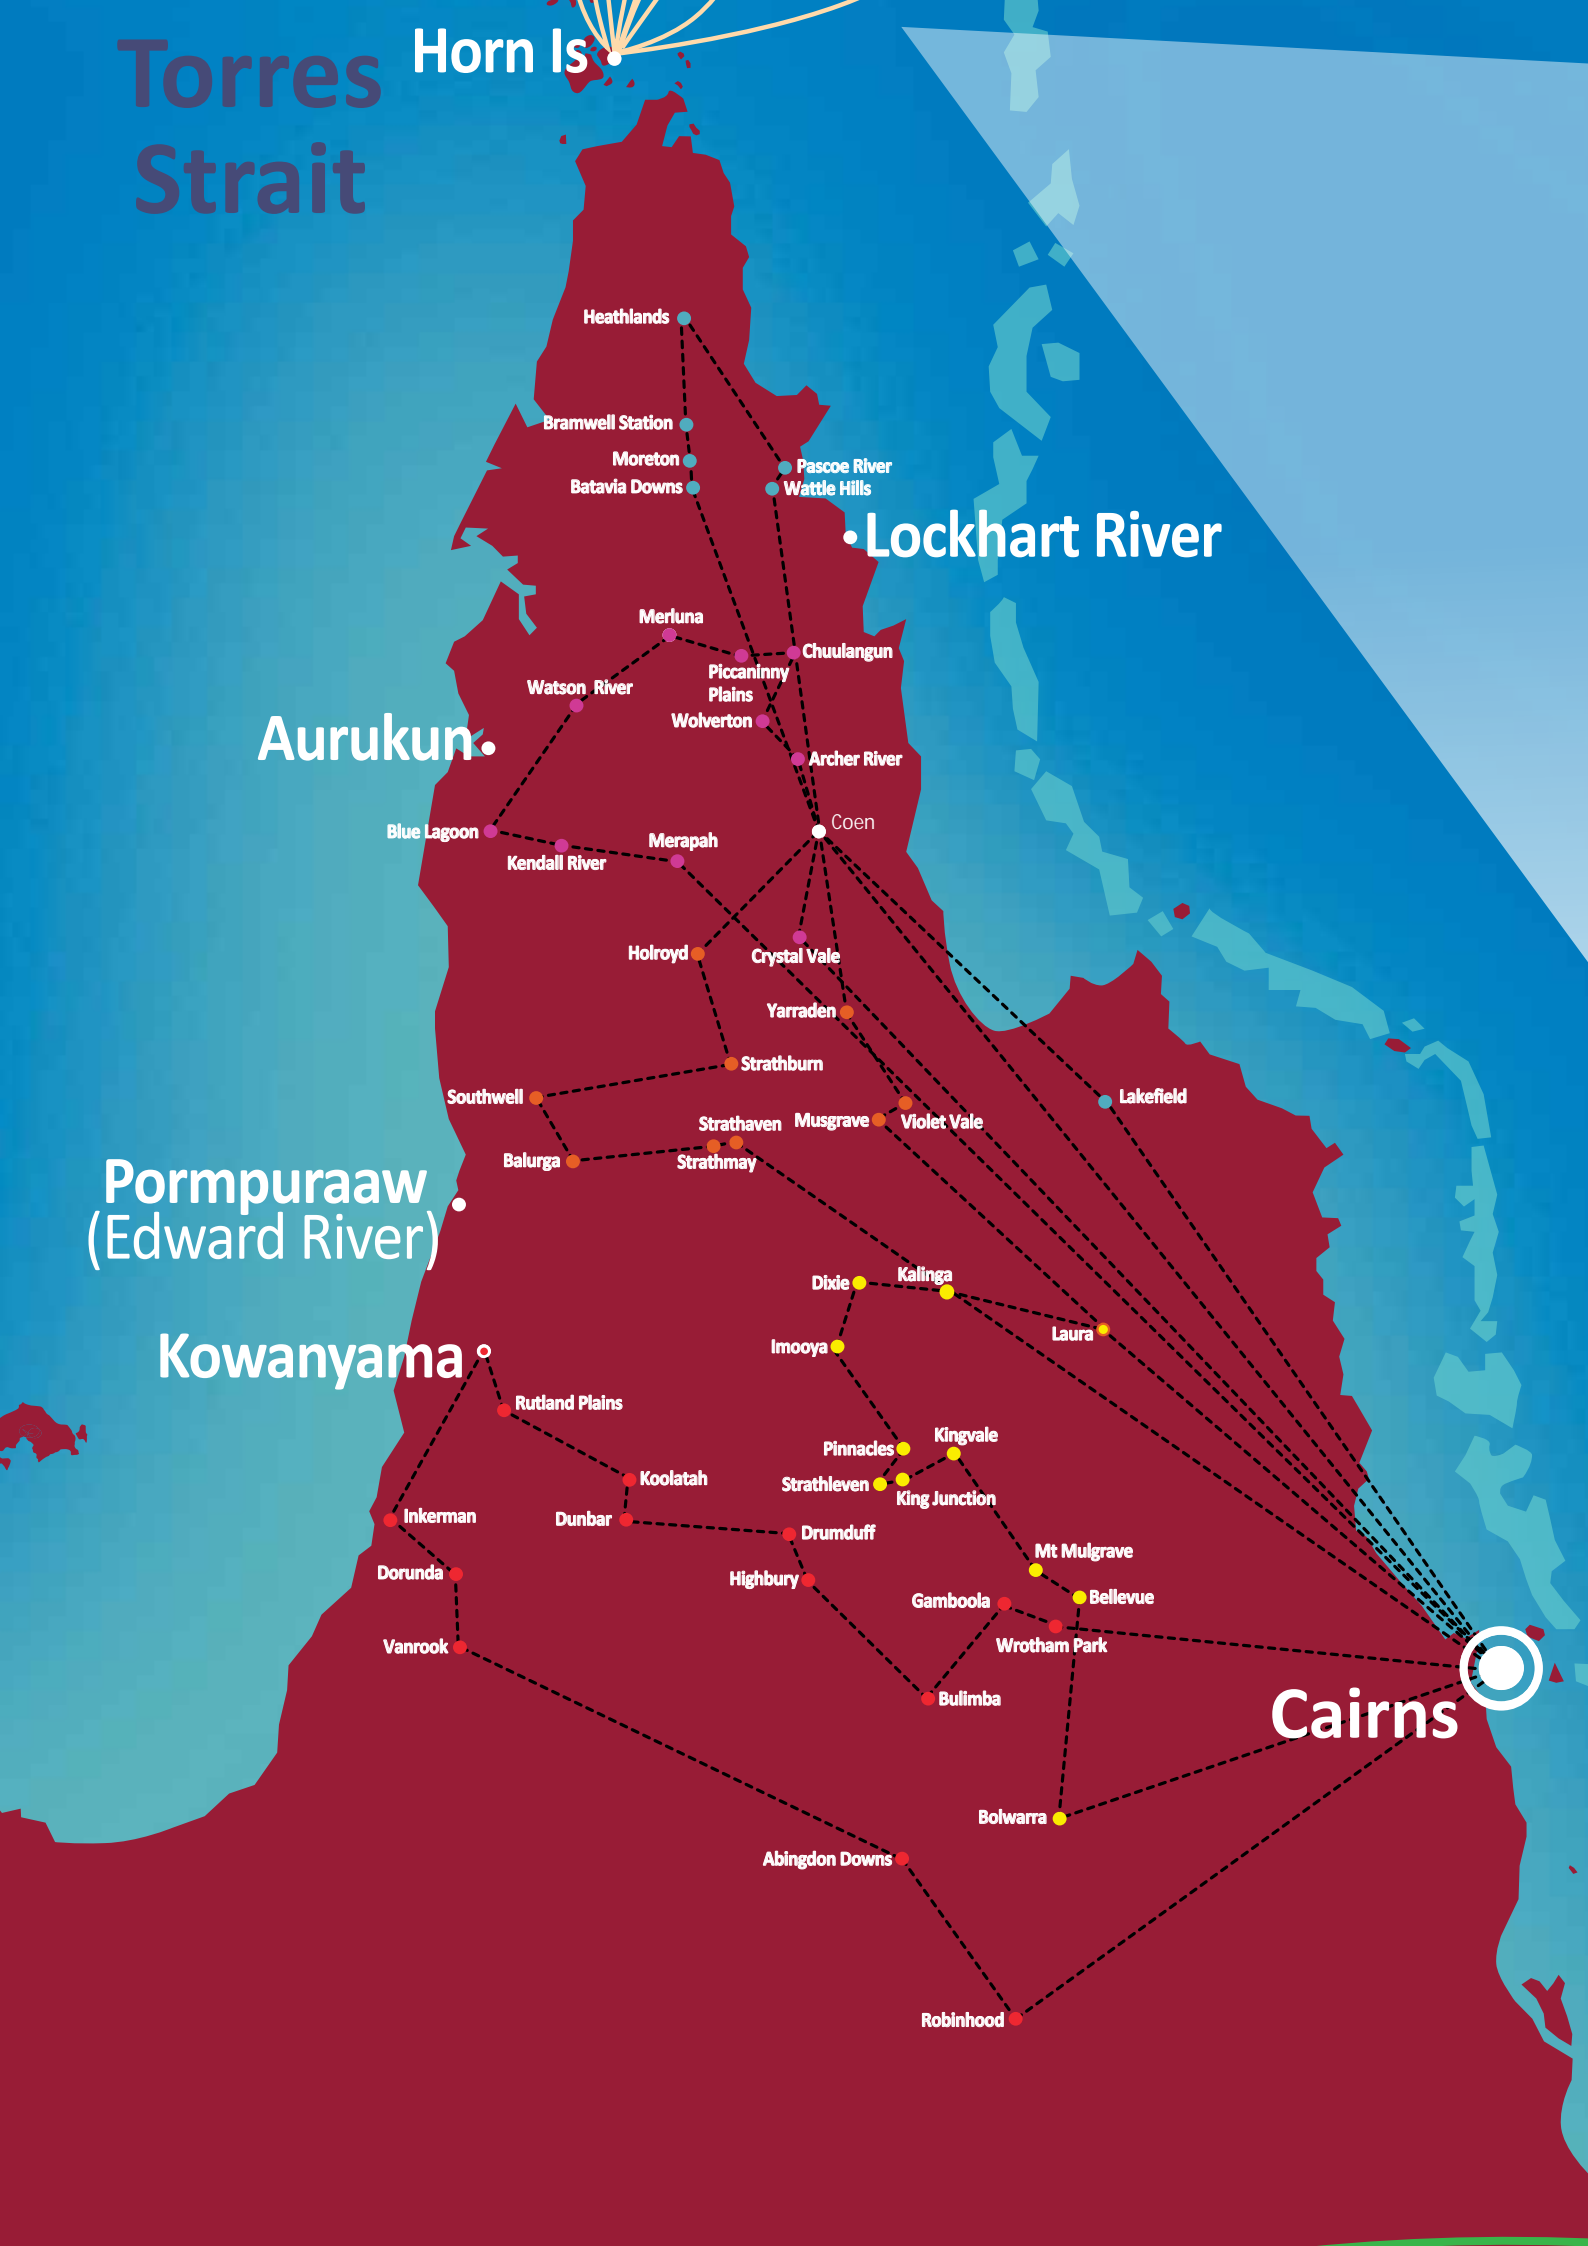 Horn Is
Torres
Strait
Heathlands
Bramwell Station
Moreton
Pascoe River
Batavia Downs
Wattle Hills
Lockhart River
Merluna
Chuulangun
Piccaninny
Plains
Watson River
Wolverton
Aurukun
Archer River
Coen
Blue Lagoon
Merapah
Kendall River
Holroyd
Crystal Vale
Yarraden
Strathburn
Southwell
Lakefield
Strathaven
Musgrave
Violet Vale
Balurga
Strathmay
Pormpuraaw
(Edward River)
Kalinga
Dixie
Laura
Imooya
Kowanyama
Rutland Plains
Kingvale
Pinnacles
Koolatah
Strathleven
King Junction
Inkerman
Dunbar
Drumduff
Mt Mulgrave
Dorunda
Highbury
Bellevue
Gamboola
Vanrook
Wrotham Park
Bulimba
Cairns
Bolwarra
Abingdon Downs
Robinhood